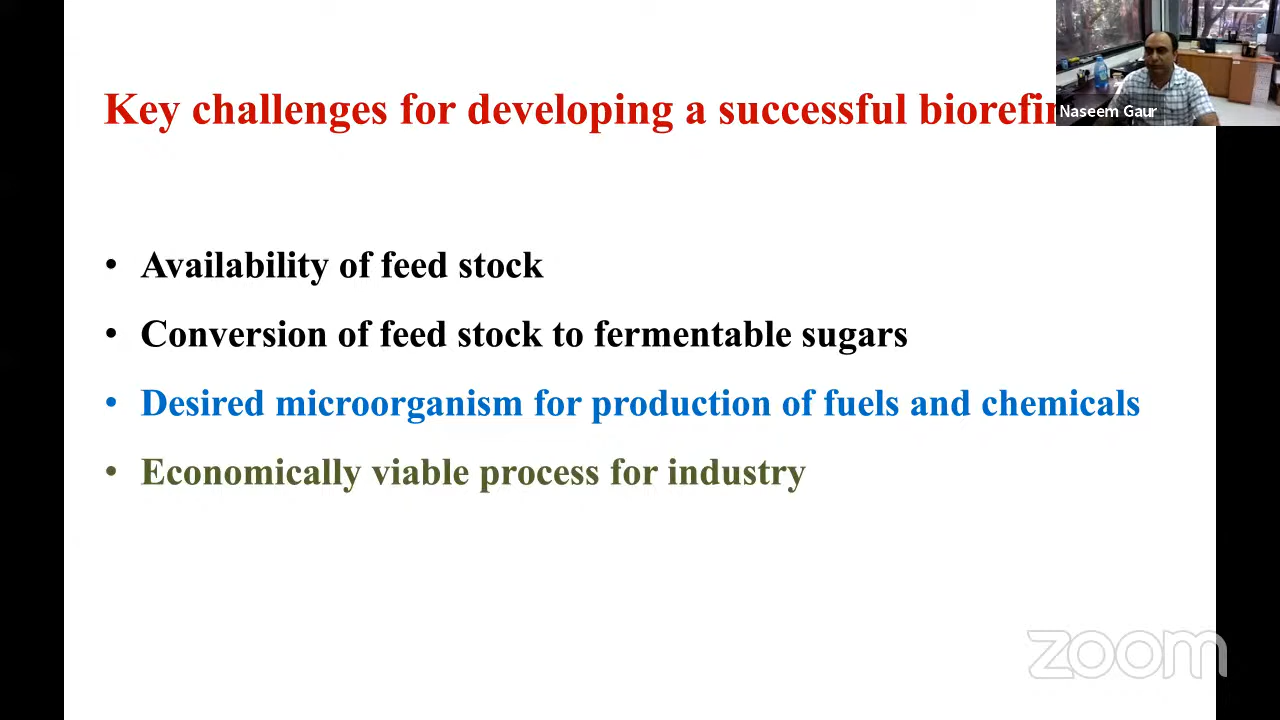 Key challenges for developing a successful
Naseem Gaur
• Availability of feed stock
• Conversion of feed stock to fermentable sugars
• Desired microorganism for production of fuels and chemicals
• Economically viable process for industry
zoom